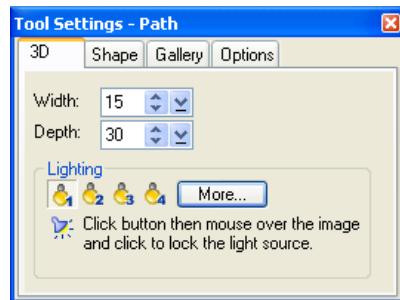 Tool Settings - Path
3D Shape Gallery Options
Width: 15
Depth: 30
Lighting
1 2 3 4 More...
Click button then mouse over the image
and click to lock the light source.